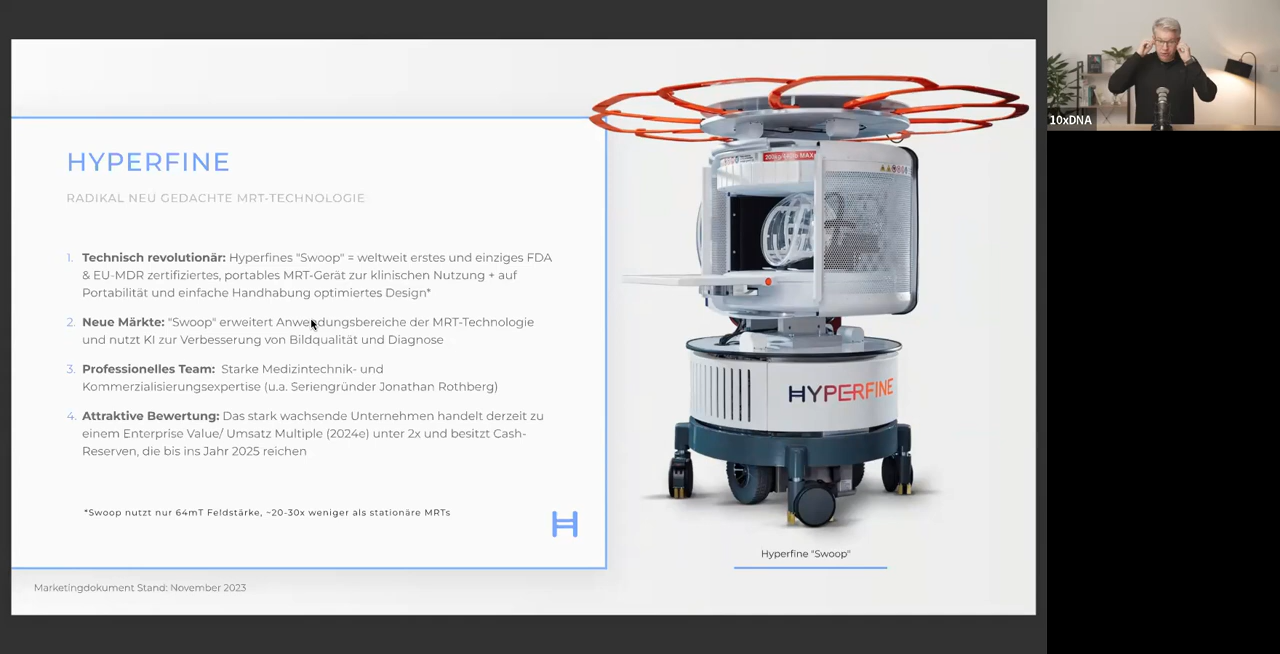 HYPERFINE
RADIKAL NEU GEDACHTE MRT-TECHNOLOGIE
1. Technisch revolutionär: Hyperfines "Swoop" = weltweit erstes und einziges FDA
& EU-MDR zertifiziertes, portables MRT-Gerät zur klinischen Nutzung + auf
Portabilität und einfache Handhabung optimiertes Design*
2. Neue Märkte: "Swoop" erweitert Anwendungsbereiche der MRT-Technologie
und nutzt KI zur Verbesserung von Bildqualität und Diagnose
3. Professionelles Team: Starke Medizintechnik- und
Kommerzialisierungsexpertise (u.a. Seriengründer Jonathan Rothberg)
4. Attraktive Bewertung: Das stark wachsende Unternehmen handelt derzeit zu
einem Enterprise Value/ Umsatz Multiple (2024e) unter 2x und besitzt Cash-
Reserven, die bis ins Jahr 2025 reichen
*Swoop nutzt nur 64mT Feldstärke, ~20-30x weniger als stationäre MRTs
Marketingdokument Stand: November 2023
HYPERFINE
Hyperfine "Swoop"
10xDNA